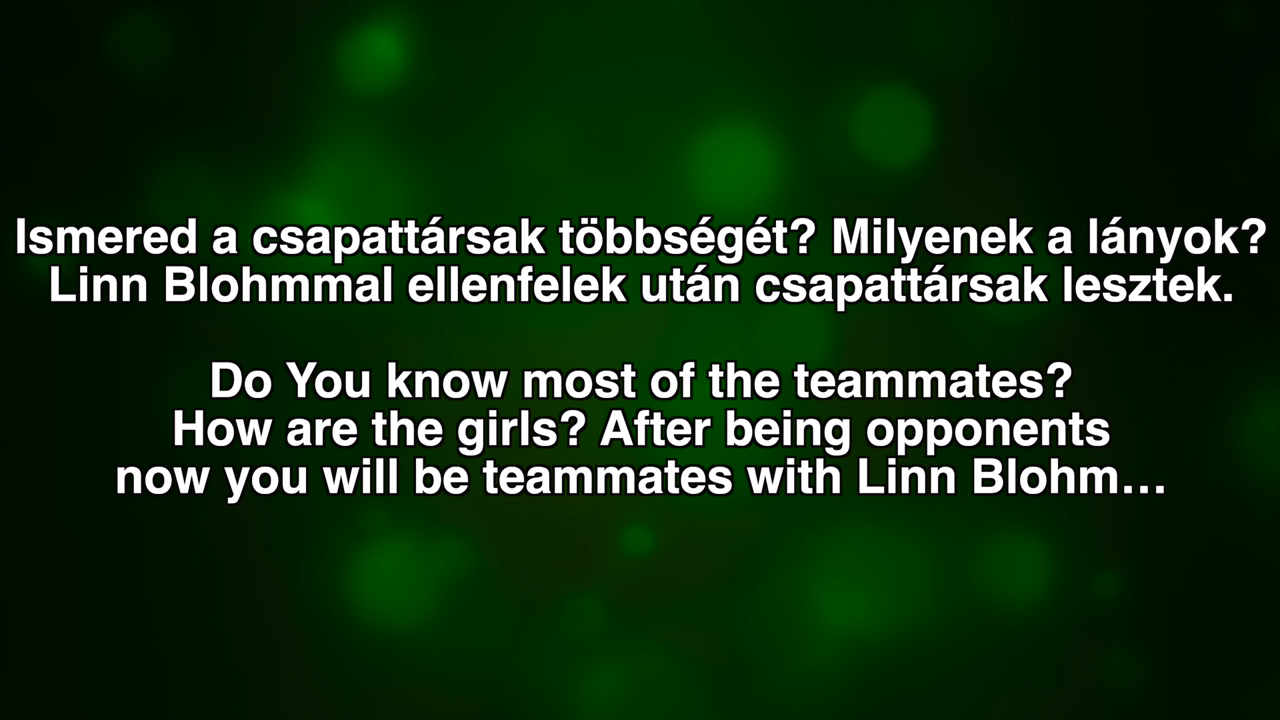 Ismered a csapattársak többségét? Milyenek a lányok?
Linn Blohmmal ellenfelek után csapattársak lesztek.
Do You know most of the teammates?
How are the girls? After being opponents
now you will be teammates with Linn Blohm…